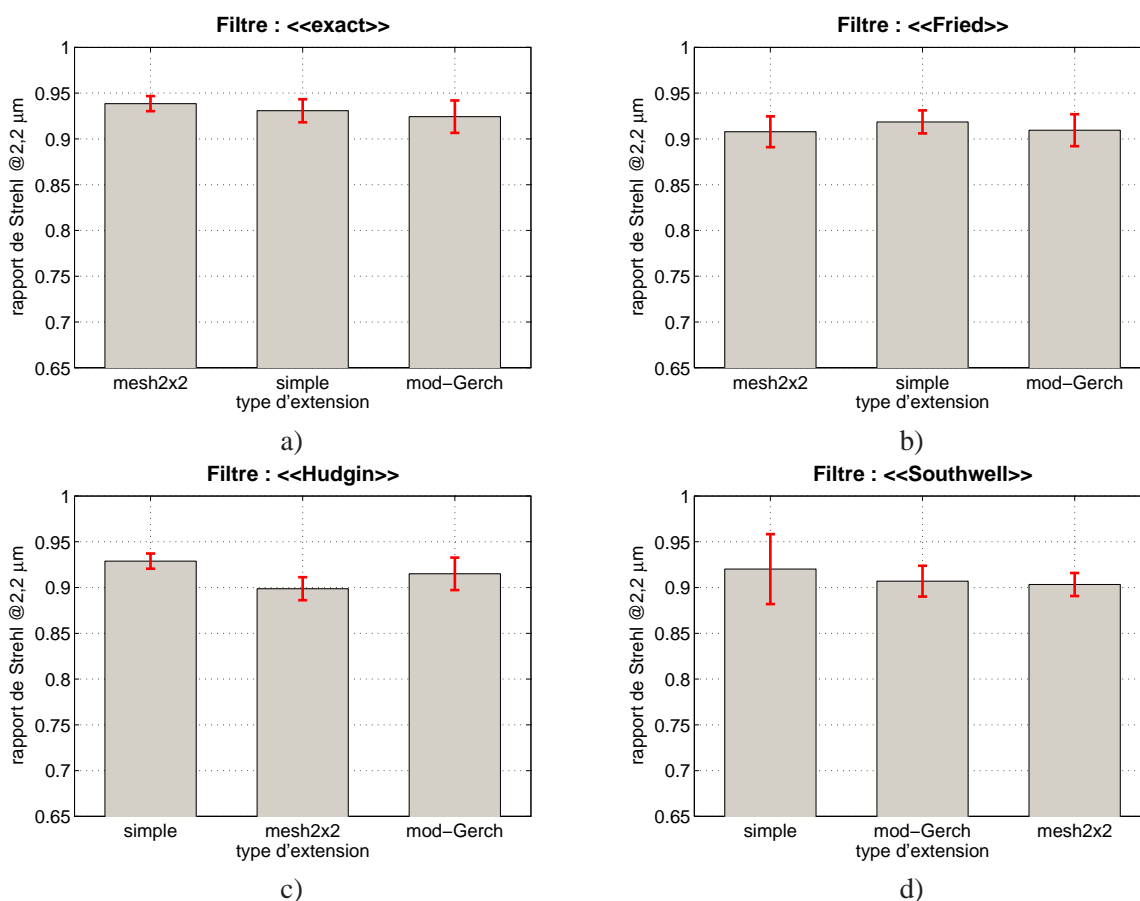 Filtre : <<exact>>
1
0.95
0.9
0.85
0.8
0.75
0.7
0.65
rapport de Strehl @2,2 µm
mesh2x2 simple mod−Gerch
type d'extension
a)
Filtre : <<Fried>>
1
0.95
0.9
0.85
0.8
0.75
0.7
0.65
rapport de Strehl @2,2 µm
mesh2x2 simple mod−Gerch
type d'extension
b)
Filtre : <<Hudgin>>
1
0.95
0.9
0.85
0.8
0.75
0.7
0.65
rapport de Strehl @2,2 µm
simple mesh2x2 mod−Gerch
type d'extension
c)
Filtre : <<Southwell>>
1
0.95
0.9
0.85
0.8
0.75
0.7
0.65
rapport de Strehl @2,2 µm
simple mod−Gerch mesh2x2
type d'extension
d)